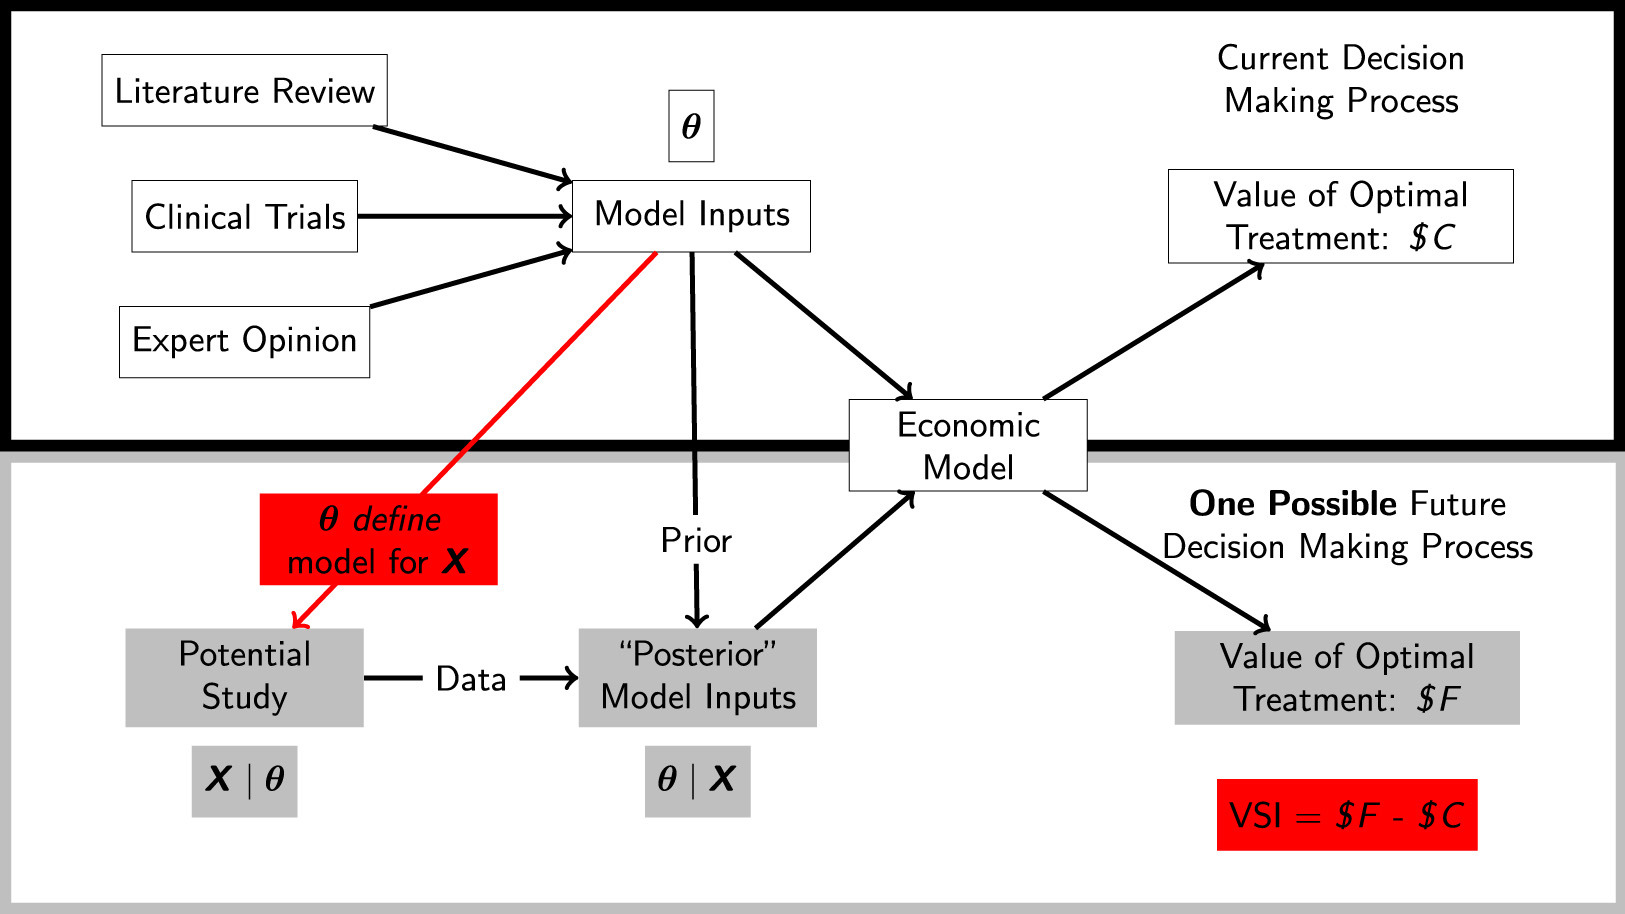 Current Decision
Making Process
Literature Review
θ
Clinical Trials
Model Inputs
Value of Optimal
Treatment: $C
Expert Opinion
Economic
Model
One Possible Future
Decision Making Process
θ define
model for X
Prior
Potential
Study
Data
“Posterior”
Model Inputs
Value of Optimal
Treatment: $F
X | θ
θ | X
VSI = $F - $C